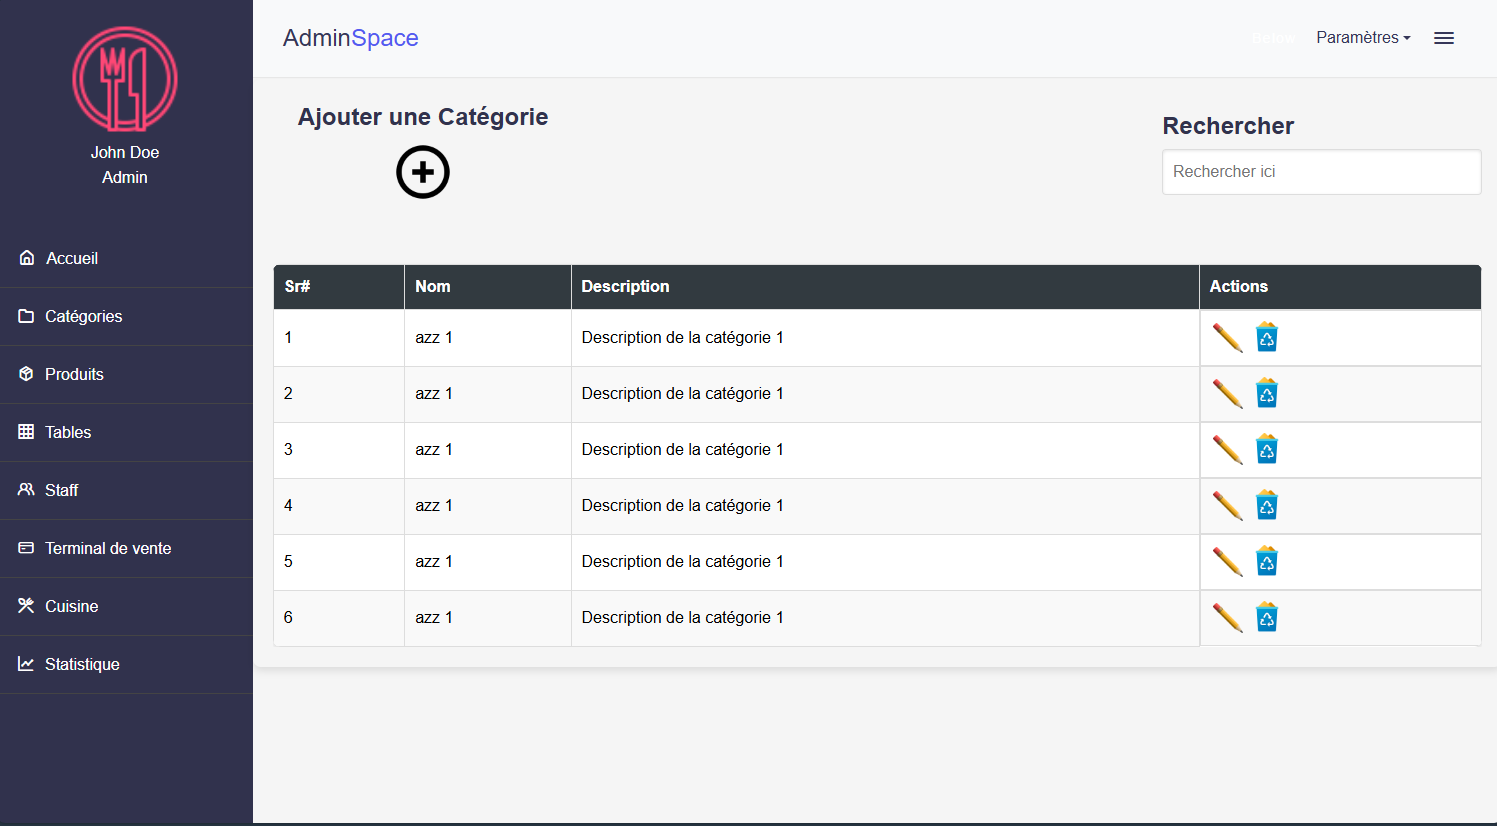 John Doe
Admin
Accueil
Catégories
Produits
Tables
Staff
Terminal de vente
Cuisine
Statistique
AdminSpace
Paramètres
Ajouter une Catégorie
Rechercher
Rechercher ici
Sr# Nom Description Actions
1 azz 1 Description de la catégorie 1
2 azz 1 Description de la catégorie 1
3 azz 1 Description de la catégorie 1
4 azz 1 Description de la catégorie 1
5 azz 1 Description de la catégorie 1
6 azz 1 Description de la catégorie 1